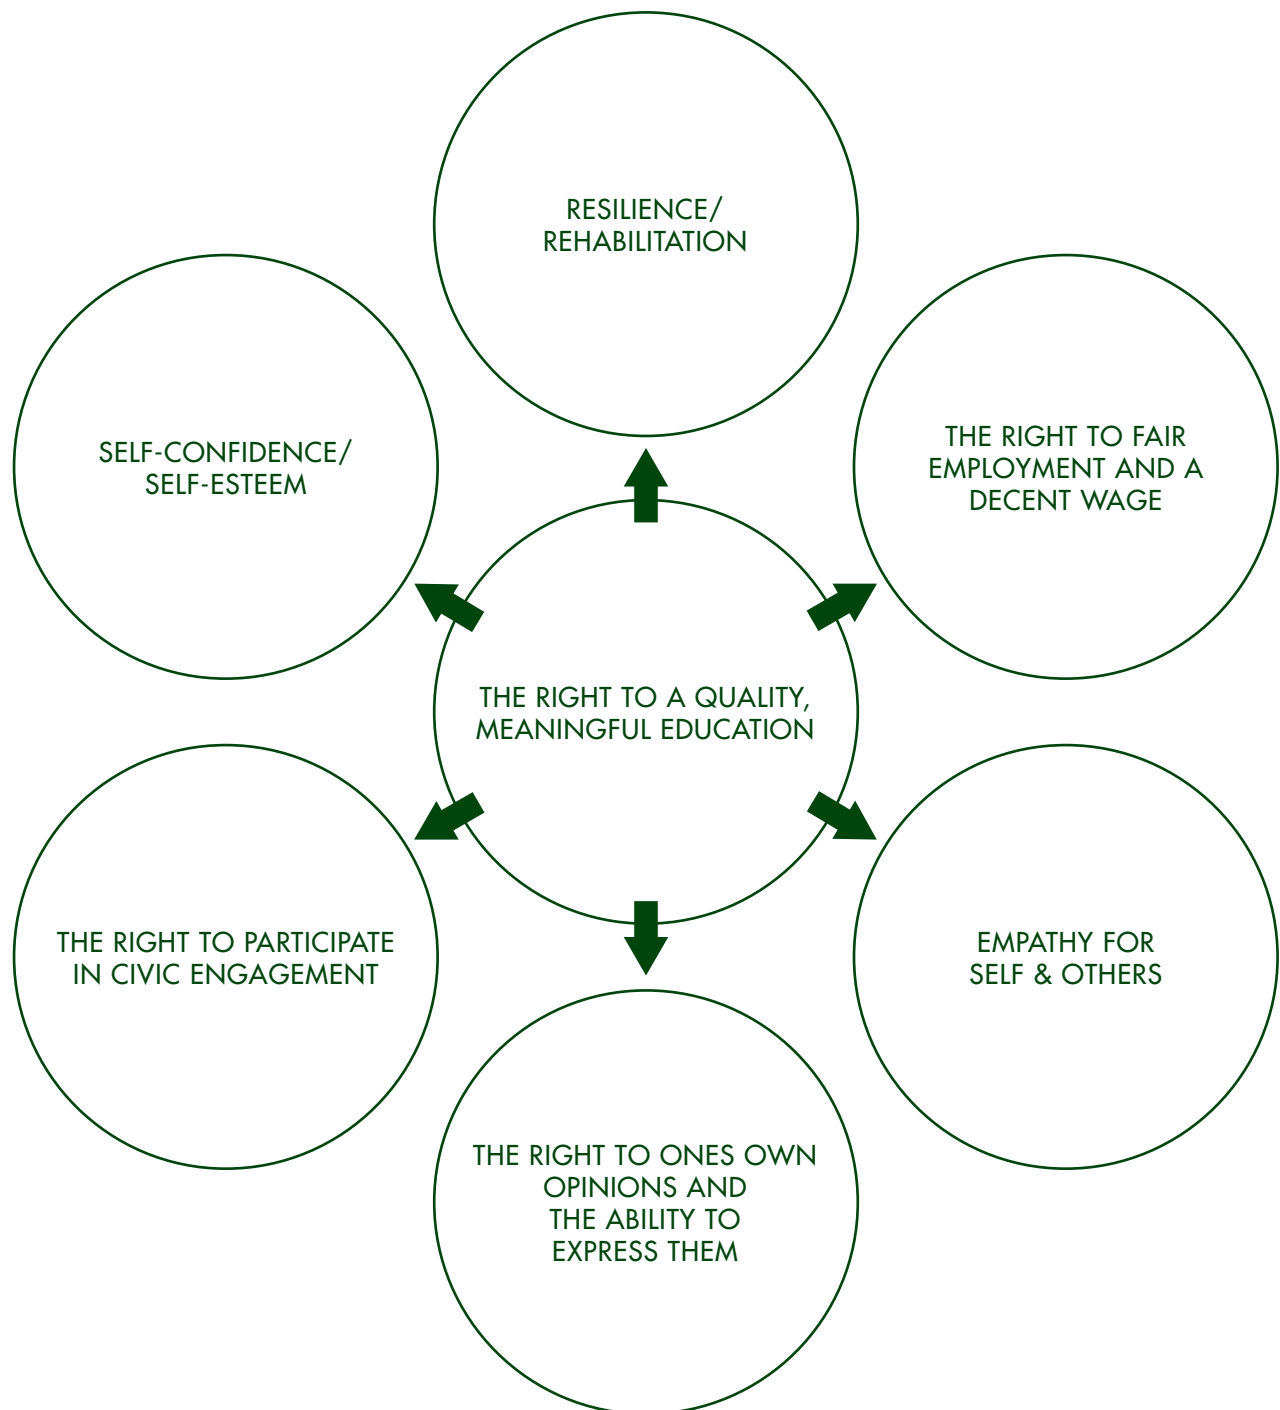 RESILIENCE/
REHABILITATION
SELF-CONFIDENCE/
SELF-ESTEEM
THE RIGHT TO FAIR
EMPLOYMENT AND A
DECENT WAGE
THE RIGHT TO A QUALITY,
MEANINGFUL EDUCATION
THE RIGHT TO PARTICIPATE
IN CIVIC ENGAGEMENT
EMPATHY FOR
SELF & OTHERS
THE RIGHT TO ONES OWN
OPINIONS AND
THE ABILITY TO
EXPRESS THEM